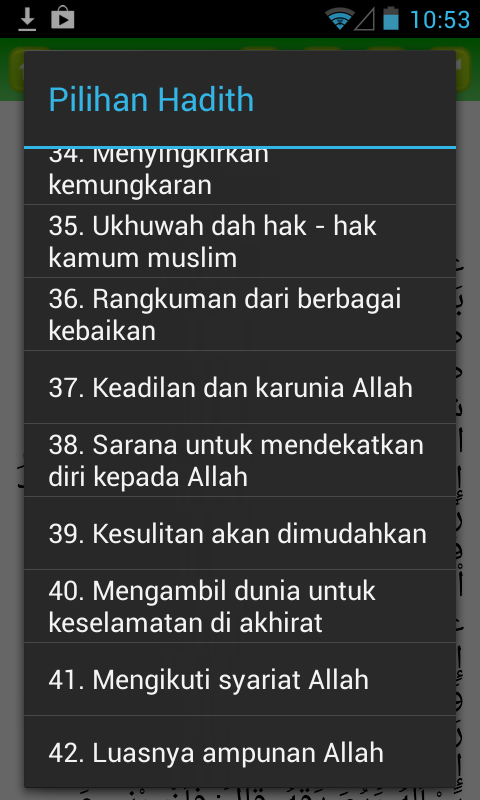 10:53
Pilihan Hadith
34. Menyingkirkan
kemungkaran
35. Ukhuwah dah hak - hak
kamum muslim
36. Rangkuman dari berbagai
kebaikan
37. Keadilan dan karunia Allah
38. Sarana untuk mendekatkan
diri kepada Allah
39. Kesulitan akan dimudahkan
40. Mengambil dunia untuk
keselamatan di akhirat
41. Mengikuti syariat Allah
42. Luasnya ampunan Allah